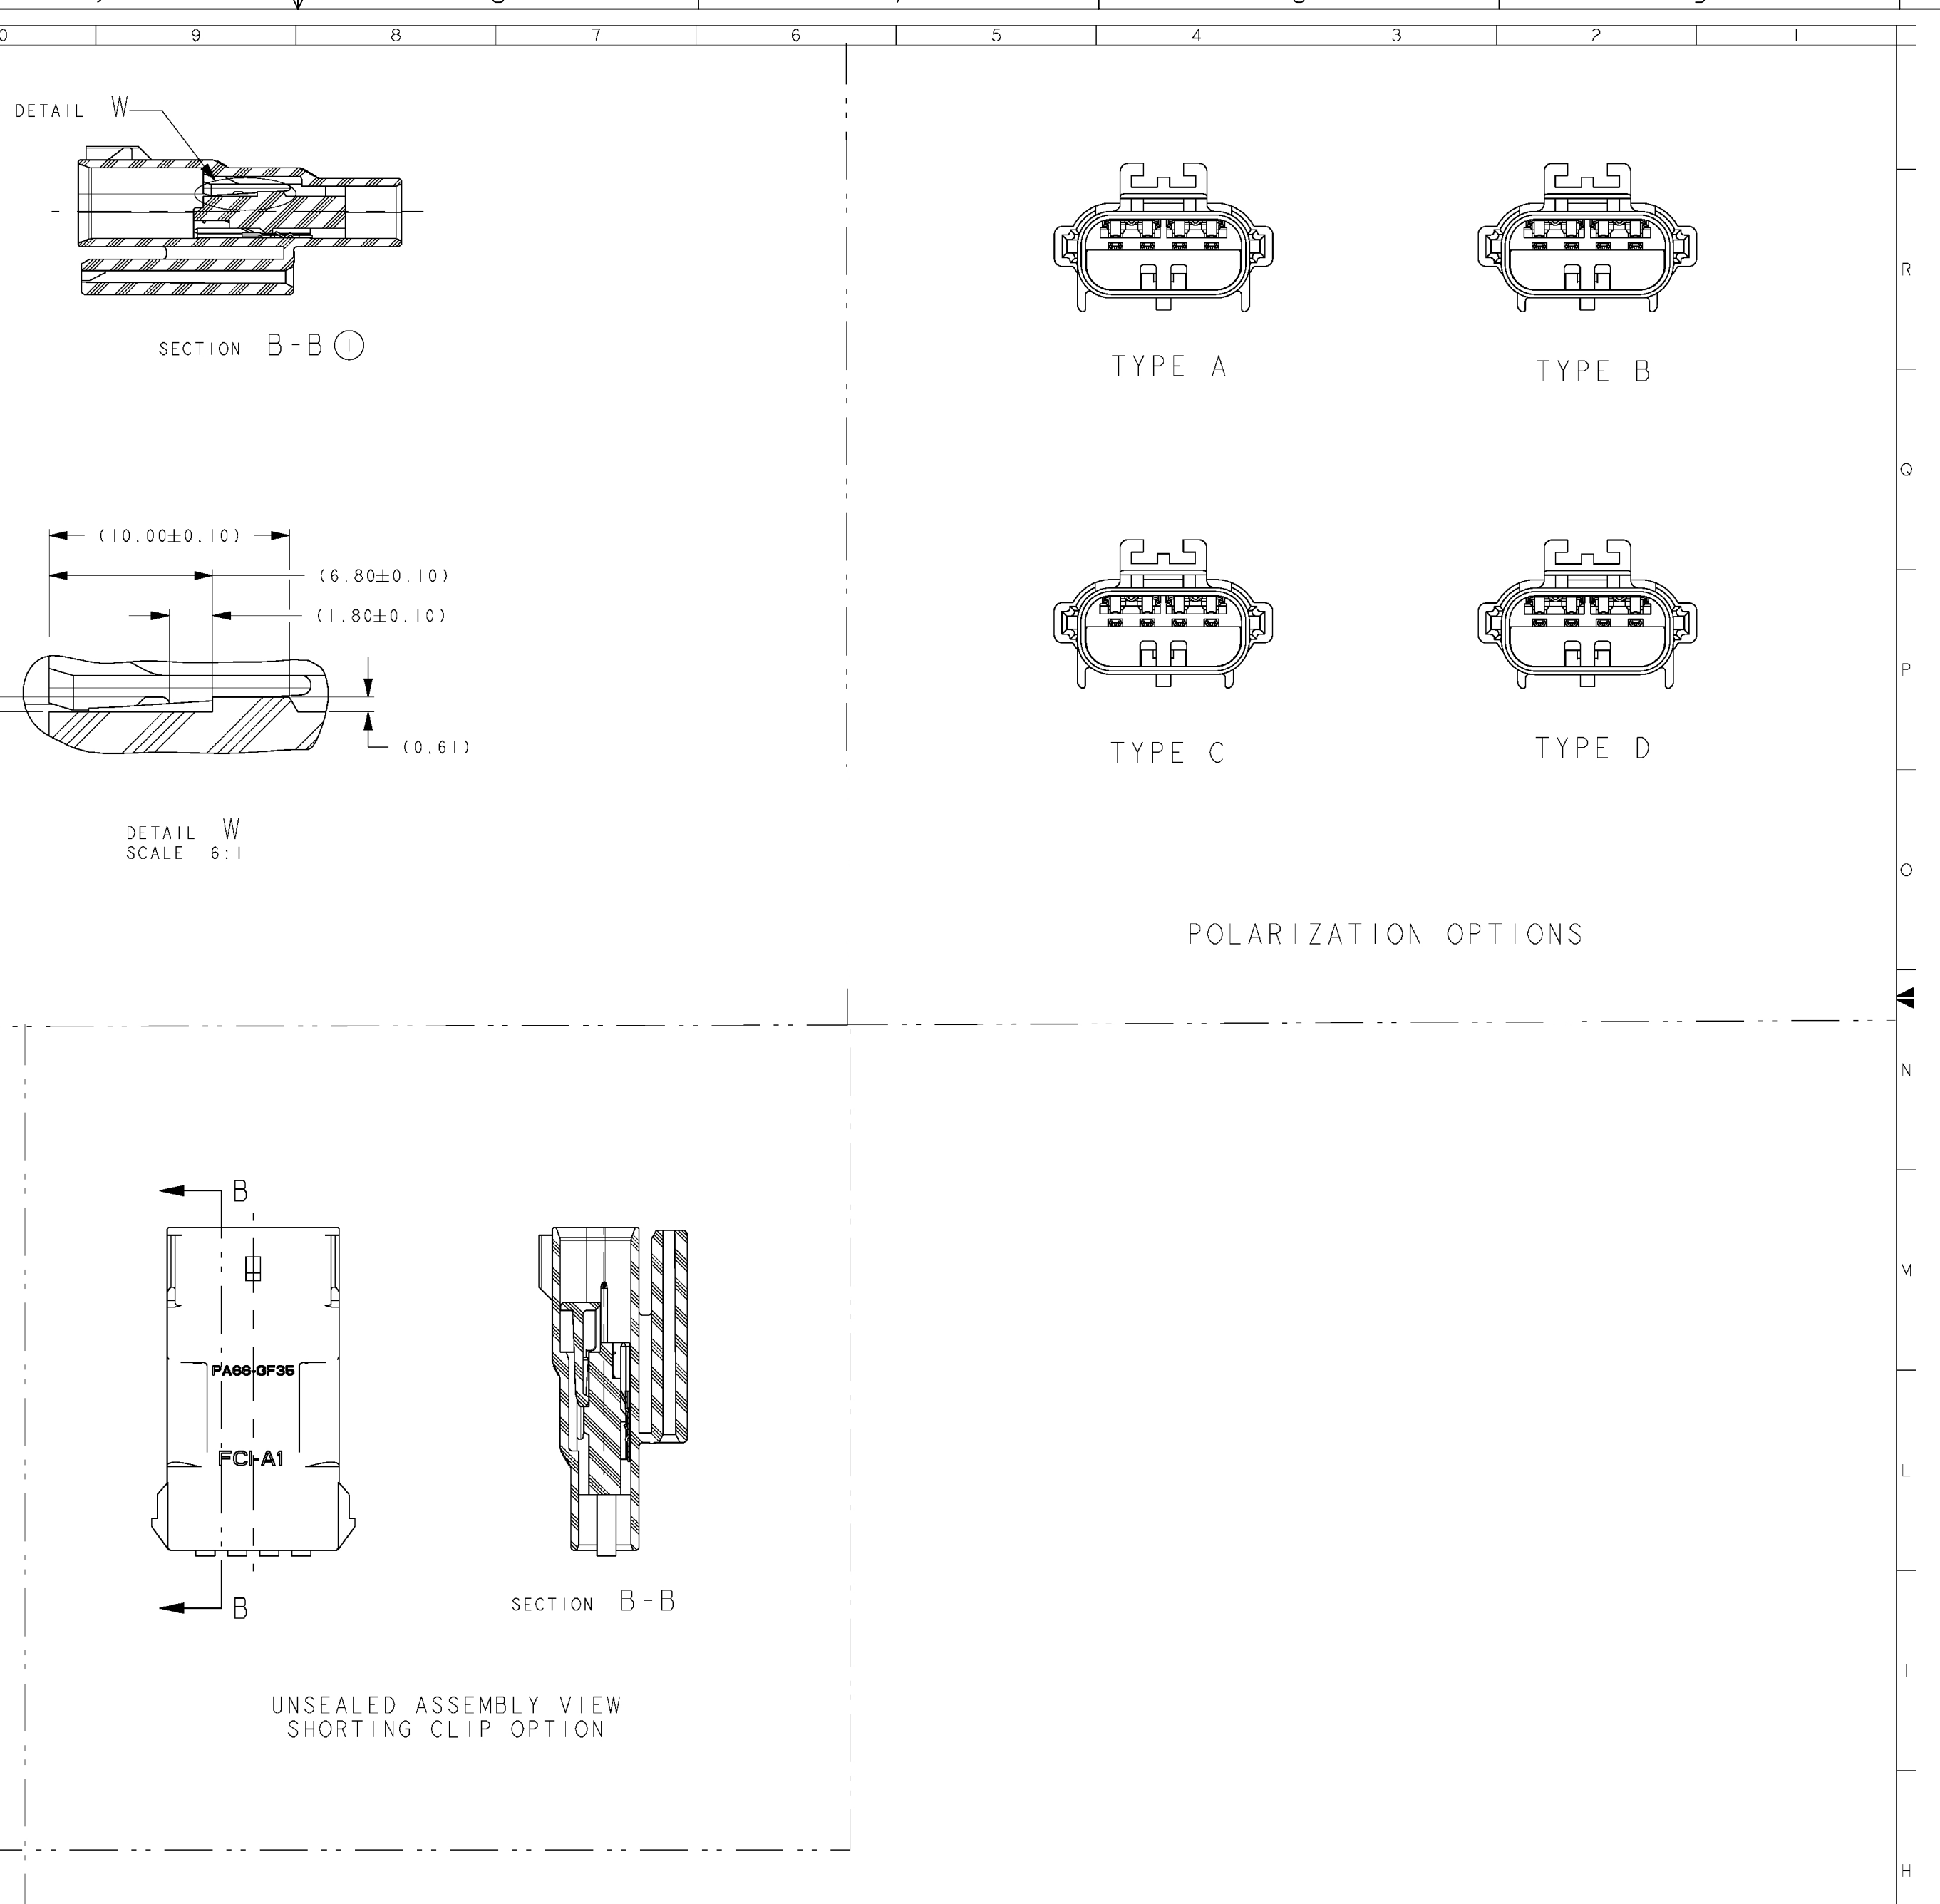 9 8 7 6 5 4 3 2 1
DETAIL W
SECTION B-B 1
TYPE A
TYPE B
R
Q
(10.00±0.10)
(6.80±0.10)
(1.80±0.10)
(0.61)
P
TYPE C
TYPE D
DETAIL W
SCALE 6:1
O
POLARIZATION OPTIONS
N
B
M
PA66-GF35
FCI-A1
L
B
SECTION B-B
I
UNSEALED ASSEMBLY VIEW
SHORTING CLIP OPTION
H